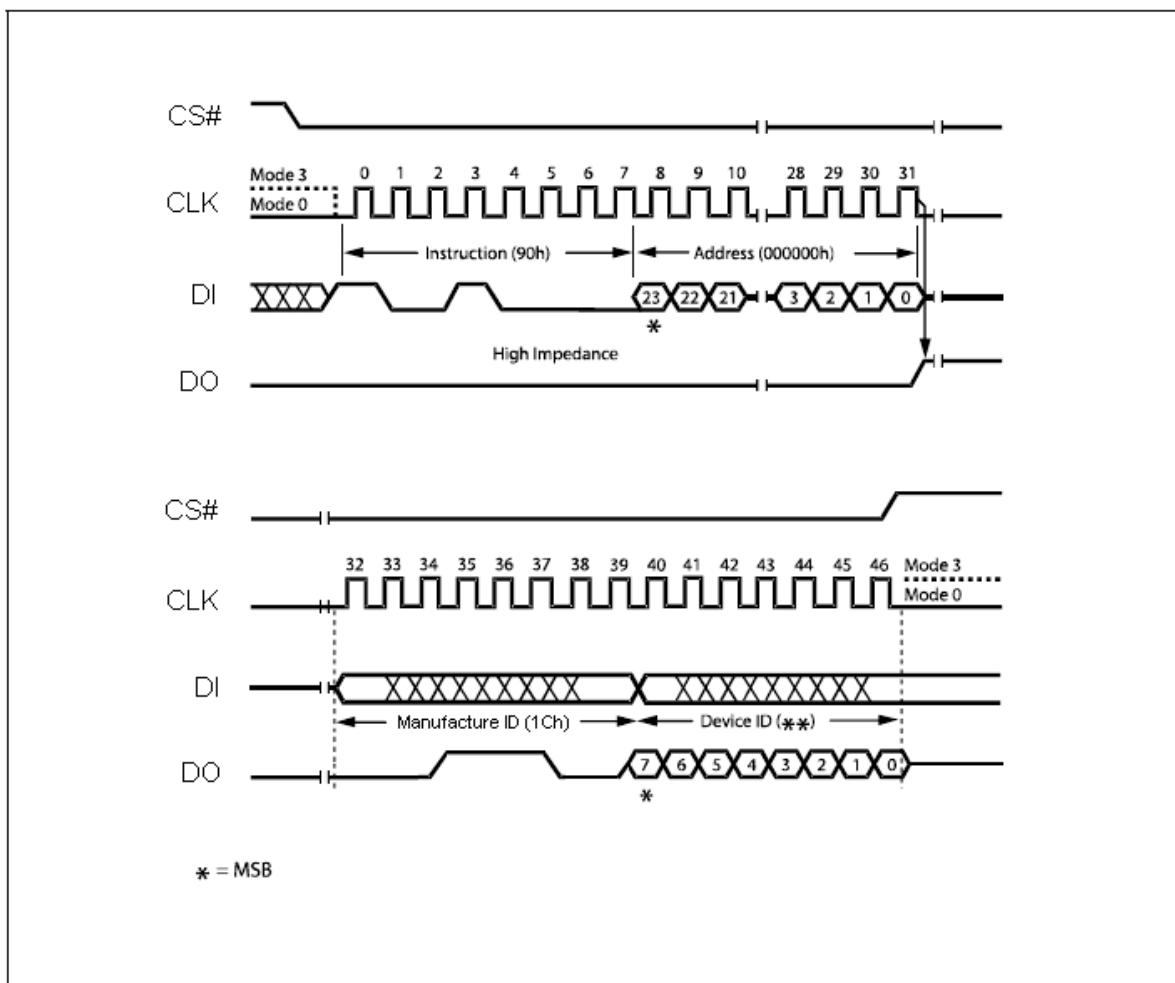 CS#
Mode 3 0 1 2 3 4 5 6 7 8 9 10 28 29 30 31
CLK Mode 0
Instruction (90h) Address (000000h)
DI 23 22 21 3 2 1 0
*
High Impedance
DO
CS#
32 33 34 35 36 37 38 39 40 41 42 43 44 45 46 Mode 3
CLK Mode 0
DI
Manufacture ID (1Ch) Device ID (**)
DO 7 6 5 4 3 2 1 0
*
* = MSB